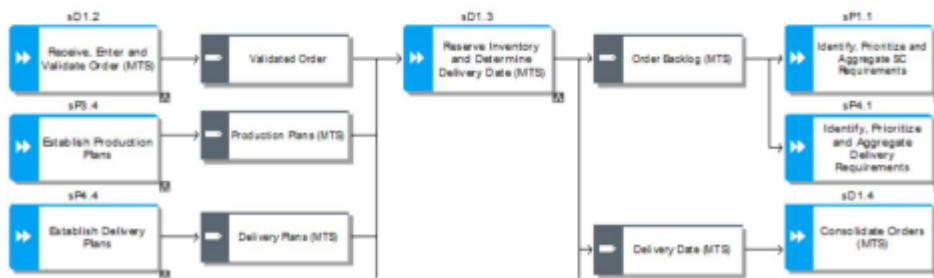 sD1.2
Receive, Enter and
Validate Order (MTS)
Validated Order
sD1.3
Reserve Inventory
and Determine
Delivery Date (MTS)
Order Backlog (MTS)
sP1.1
Identify, Prioritize and
Aggregate SC
Requirements
sP3.4
Establish Production
Plans
Production Plans (MTS)
sP4.1
Identify, Prioritize
and Aggregate
Delivery
Requirements
sP4.4
Establish Delivery
Plans
Delivery Plans (MTS)
Delivery Date (MTS)
sD1.4
Consolidate Orders
(MTS)